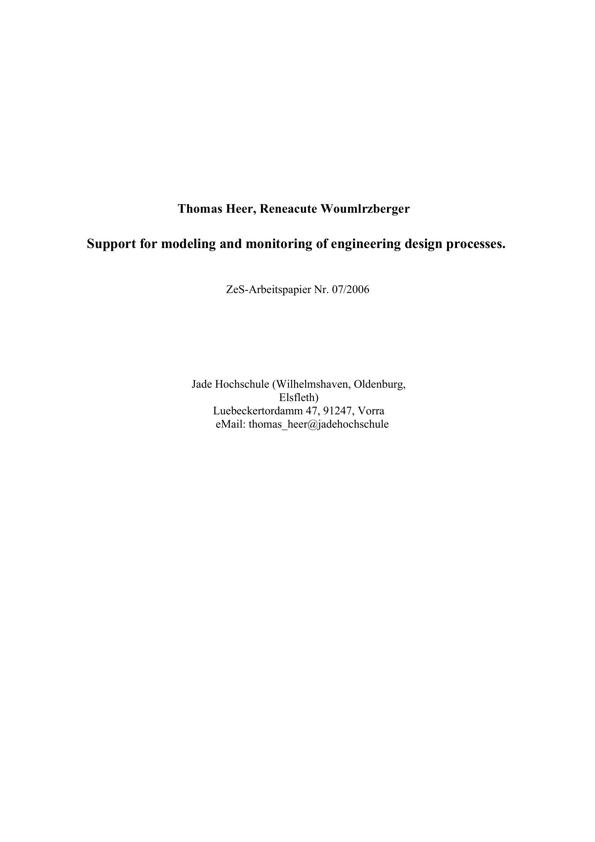 Thomas Heer, Reneacute Woumlrzberger
Support for modeling and monitoring of engineering design processes.
ZeS-Arbeitspapier Nr. 07/2006
Jade Hochschule (Wilhelmshaven, Oldenburg,
Elsfleth)
Luebeckertordamm 47, 91247, Vorra
eMail: thomas_heer@jadehochschule